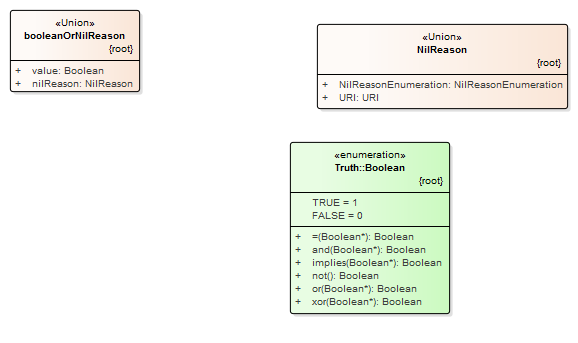 «Union»
booleanOrNilReason
{root}
+ value: Boolean
+ nilReason: NilReason
«Union»
NilReason
{root}
+ NilReasonEnumeration: NilReasonEnumeration
+ URI: URI
«enumeration»
Truth::Boolean
{root}
TRUE = 1
FALSE = 0
+ =(Boolean*): Boolean
+ and(Boolean*): Boolean
+ implies(Boolean*): Boolean
+ not(): Boolean
+ or(Boolean*): Boolean
+ xor(Boolean*): Boolean